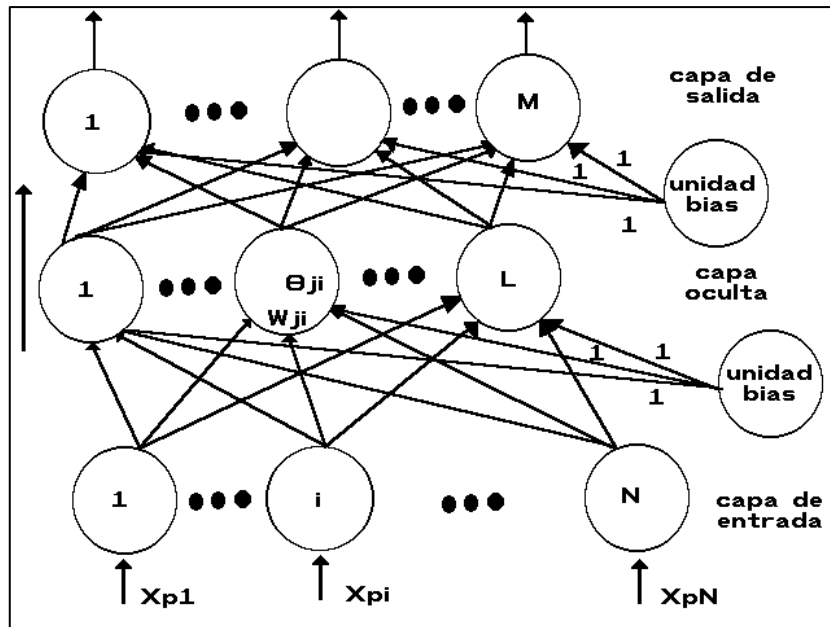 capa de
salida
1
M
1
1
1
unidad
bias
capa
oculta
1
θji
Wji
L
1
1
1
unidad
bias
1
i
N
capa de
entrada
Xp1
Xpi
XpN